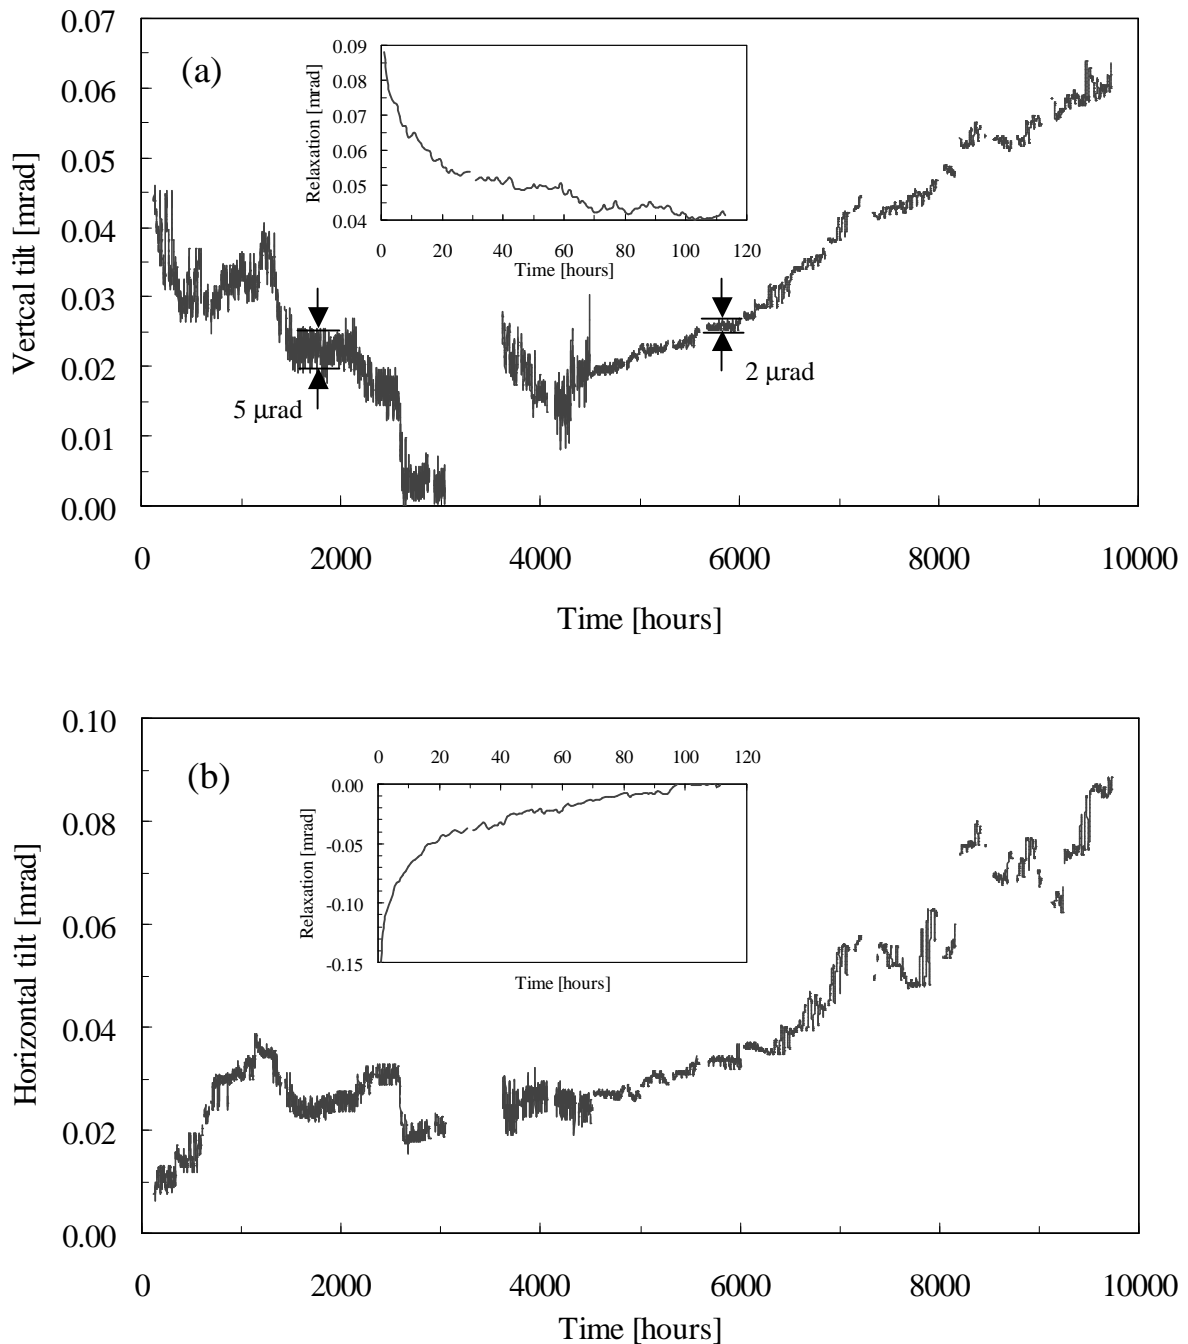 (a)
Vertcal tilt [mrad]
0.07
0.06
0.05
0.04
0.03
0.02
0.01
0.00
0 2000 4000 6000 8000 10000
Time [hours]
Relaxation [mrad]
0.09
0.08
0.07
0.06
0.05
0.04
0 20 40 60 80 100 120
Time [hours]
5 μrad
2 μrad
(b)
Horizontal tilt [mrad]
0.10
0.08
0.06
0.04
0.02
0.00
0 2000 4000 6000 8000 10000
Time [hours]
0 20 40 60 80 100 120
Relaxation [mrad]
0.00
-0.05
-0.10
-0.15
Time [hours]